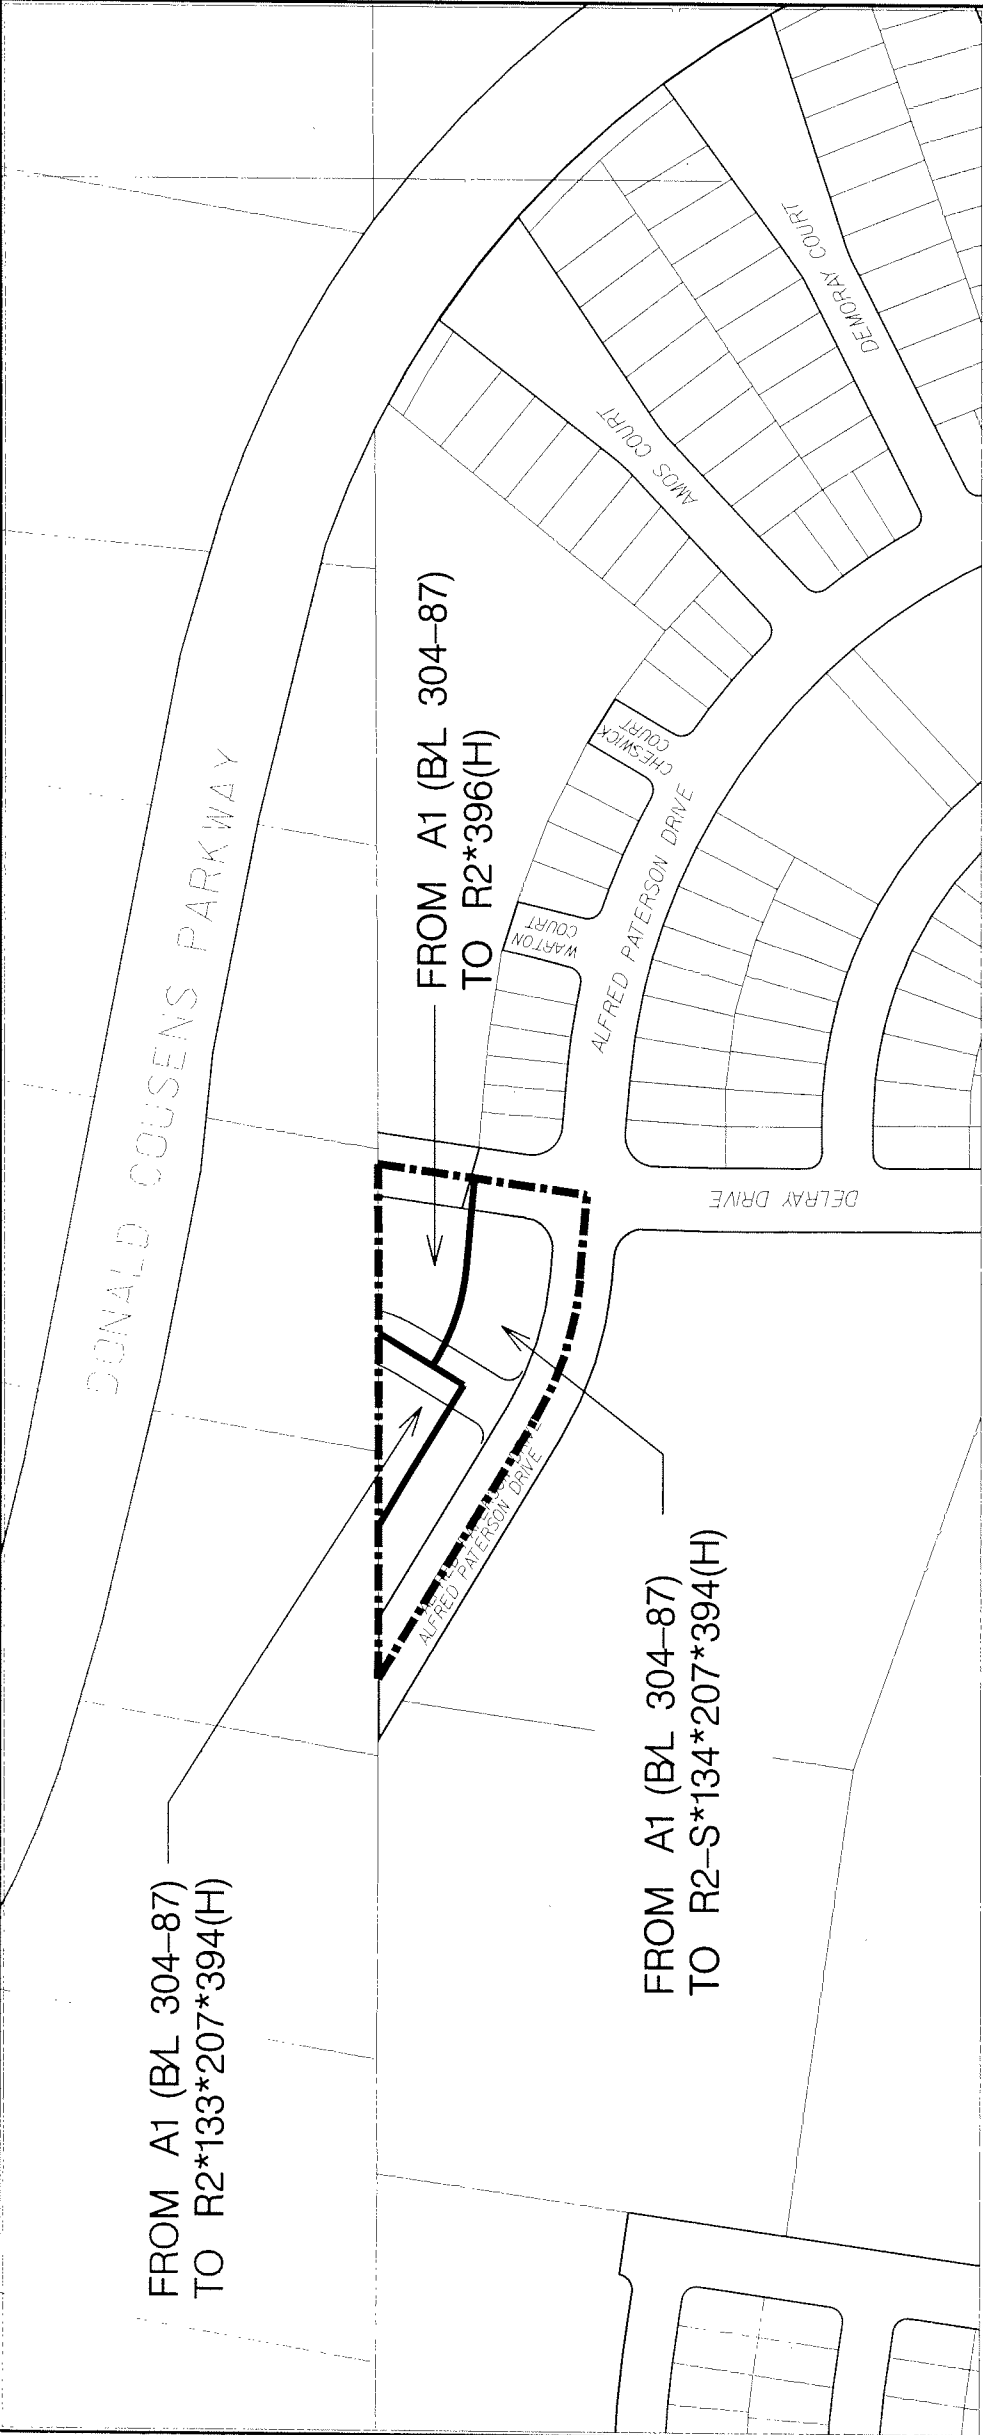 DONALD COUSENS PARKWAY
FROM A1 (B/L 304-87)
TO R2*133*207*394(H)
FROM A1 (B/L 304-87)
TO R2*396(H)
FROM A1 (B/L 304-87)
TO R2-S*134*207*394(H)
ALFRED PATERSON DRIVE
DELRAY DRIVE
ALFRED PATERSON DRIVE
WARTON
COURT
CHESWICK
COURT
AMOS COURT
DEMORAY COURT